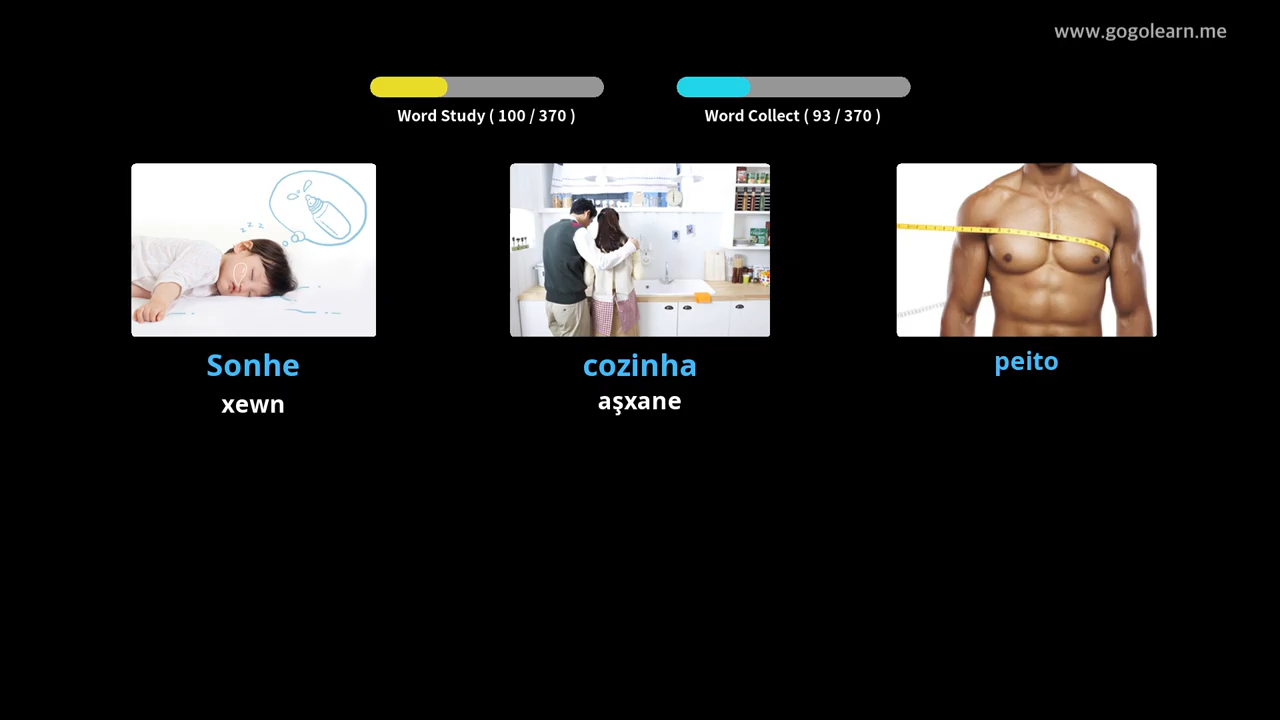 www.gogolearn.me
Word Study ( 100 / 370 )
Word Collect ( 93 / 370 )
z z z z
Sonhe
cozinha
peito
xewn
aşxane